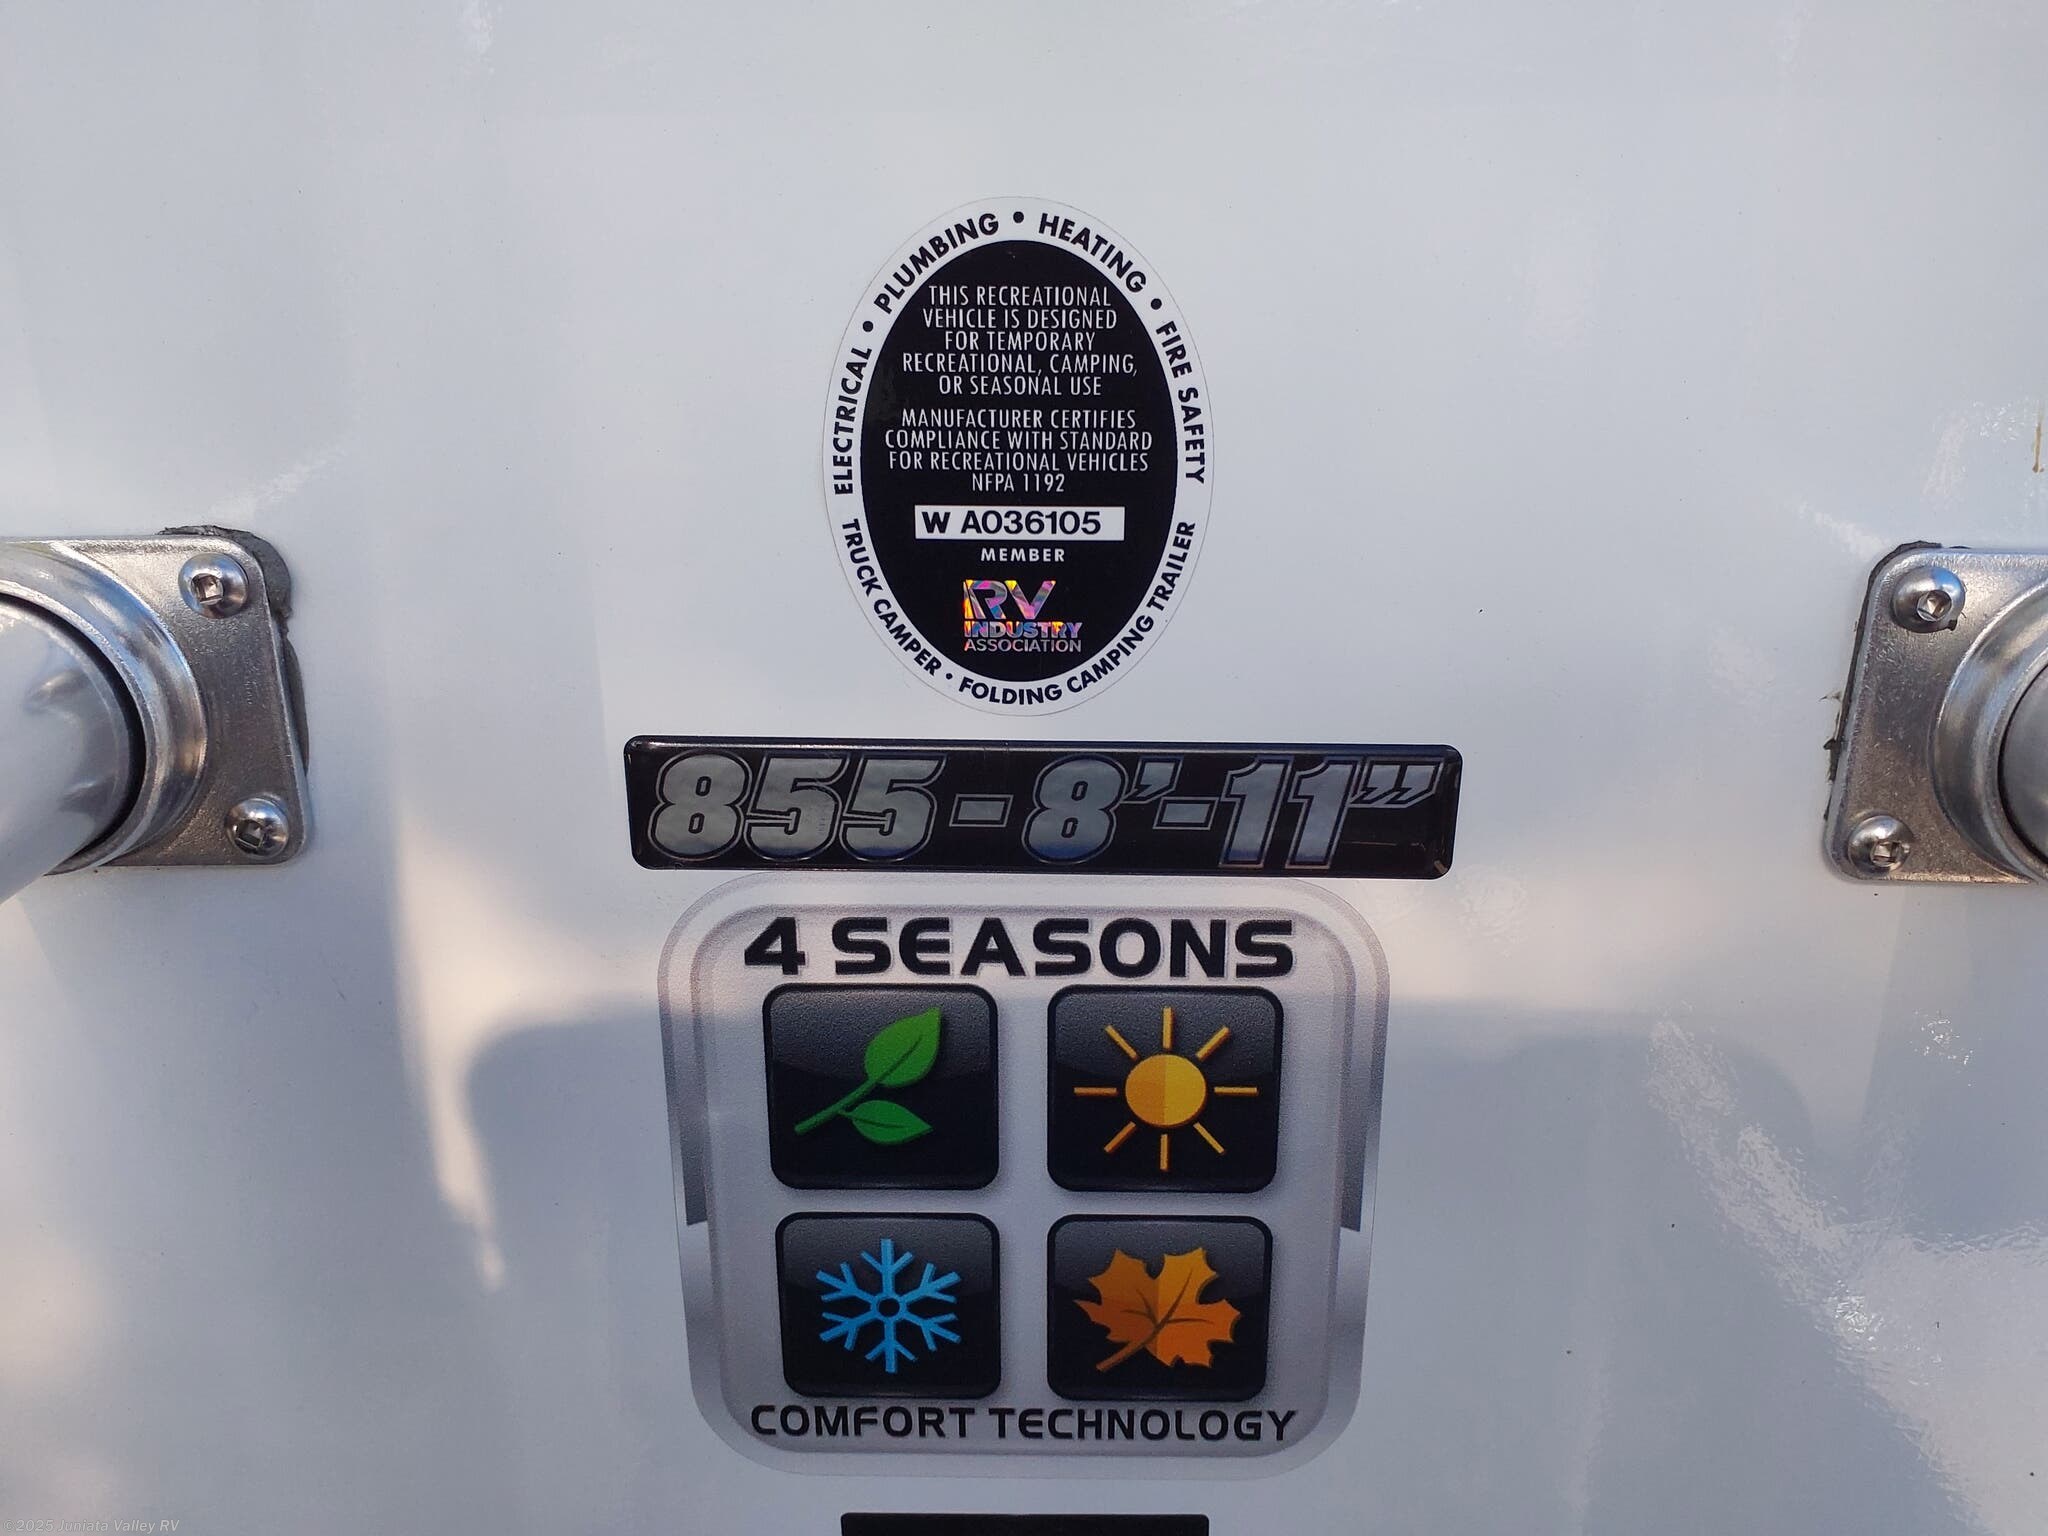 ELECTRICAL • PLUMBING • HEATING • FIRE SAFETY
THIS RECREATIONAL
VEHICLE IS DESIGNED
FOR TEMPORARY
RECREATIONAL, CAMPING,
OR SEASONAL USE
MANUFACTURER CERTIFIES
COMPLIANCE WITH STANDARD
FOR RECREATIONAL VEHICLES
NFPA 1192
W A036105
MEMBER
RV
INDUSTRY
ASSOCIATION
TRUCK CAMPER • FOLDING CAMPING TRAILER
855-8'-11"
4 SEASONS
COMFORT TECHNOLOGY
©2025 Juniata Valley RV